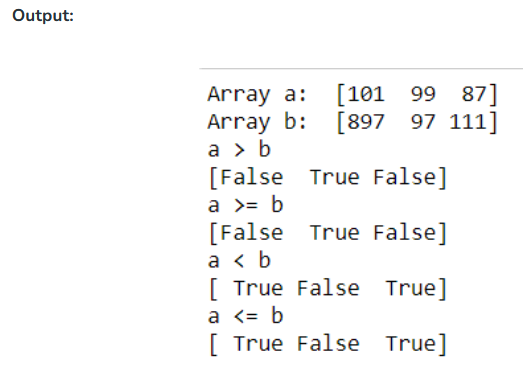 Output:
Array a:  [101  99  87]
Array b:  [897  97 111]
a > b
[False  True False]
a >= b
[False  True False]
a < b
[ True False  True]
a <= b
[ True False  True]